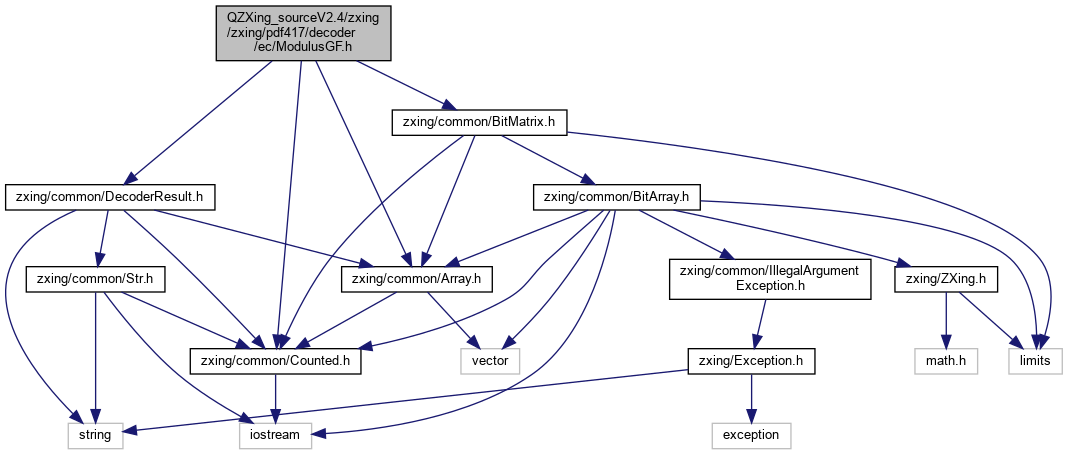 QZXing_sourceV2.4/zxing
/zxing/pdf417/decoder
/ec/ModulusGF.h
zxing/common/BitMatrix.h
zxing/common/DecoderResult.h
zxing/common/BitArray.h
zxing/common/Str.h
zxing/common/Array.h
zxing/common/IllegalArgument
Exception.h
zxing/ZXing.h
zxing/common/Counted.h
vector
zxing/Exception.h
math.h
limits
string
iostream
exception